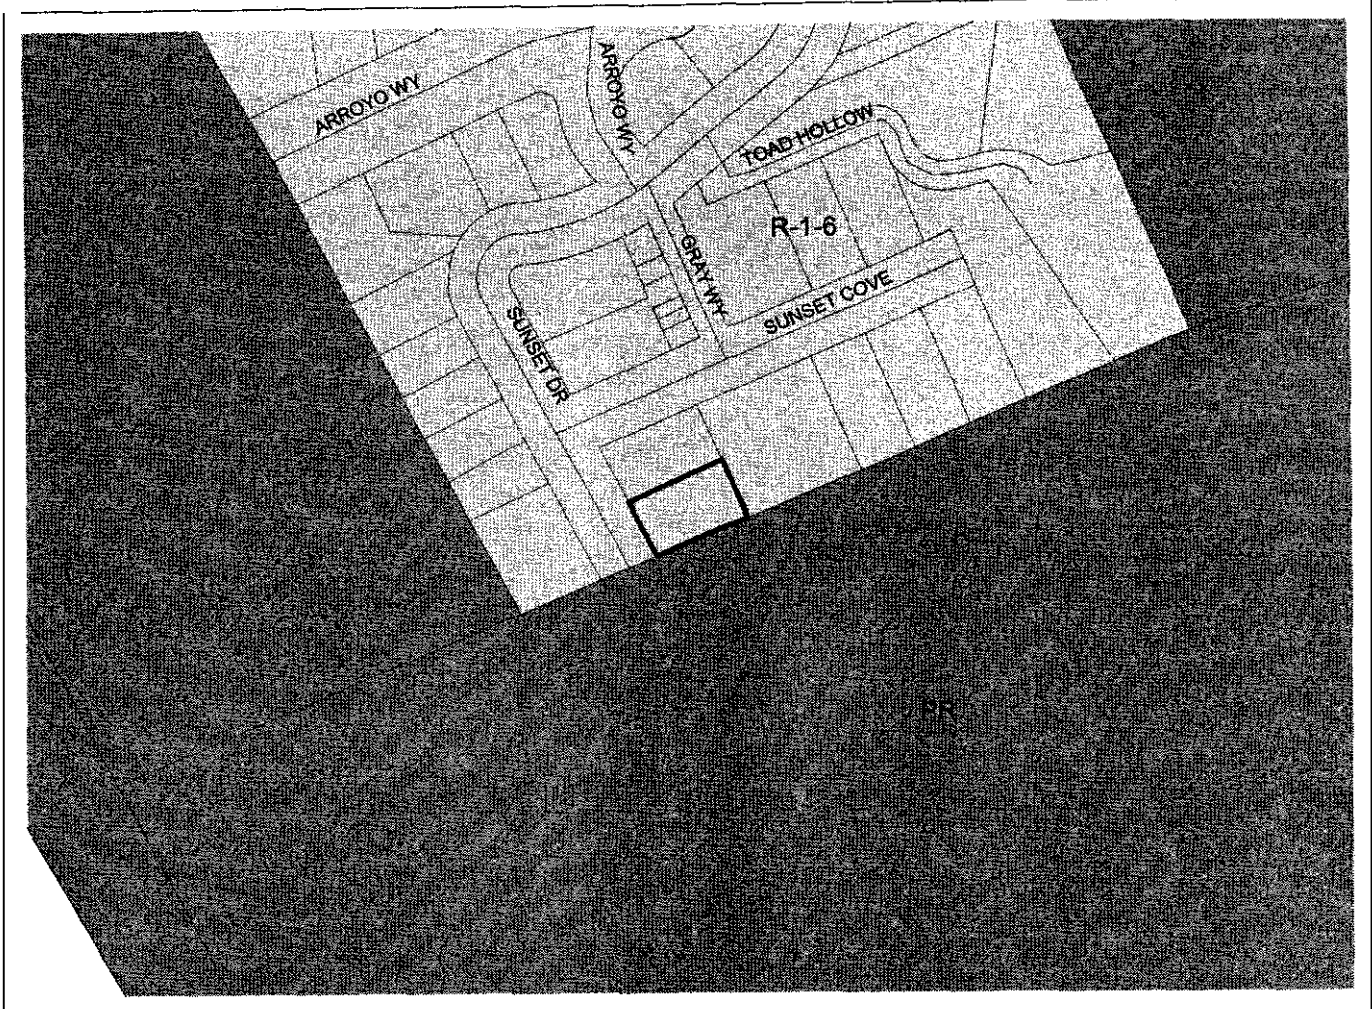 ARROYO WY
ARROYO WY
TOAD HOLLOW
R-1-6
GRAY WY
SUNSET COVE
SUNSET DR
PR